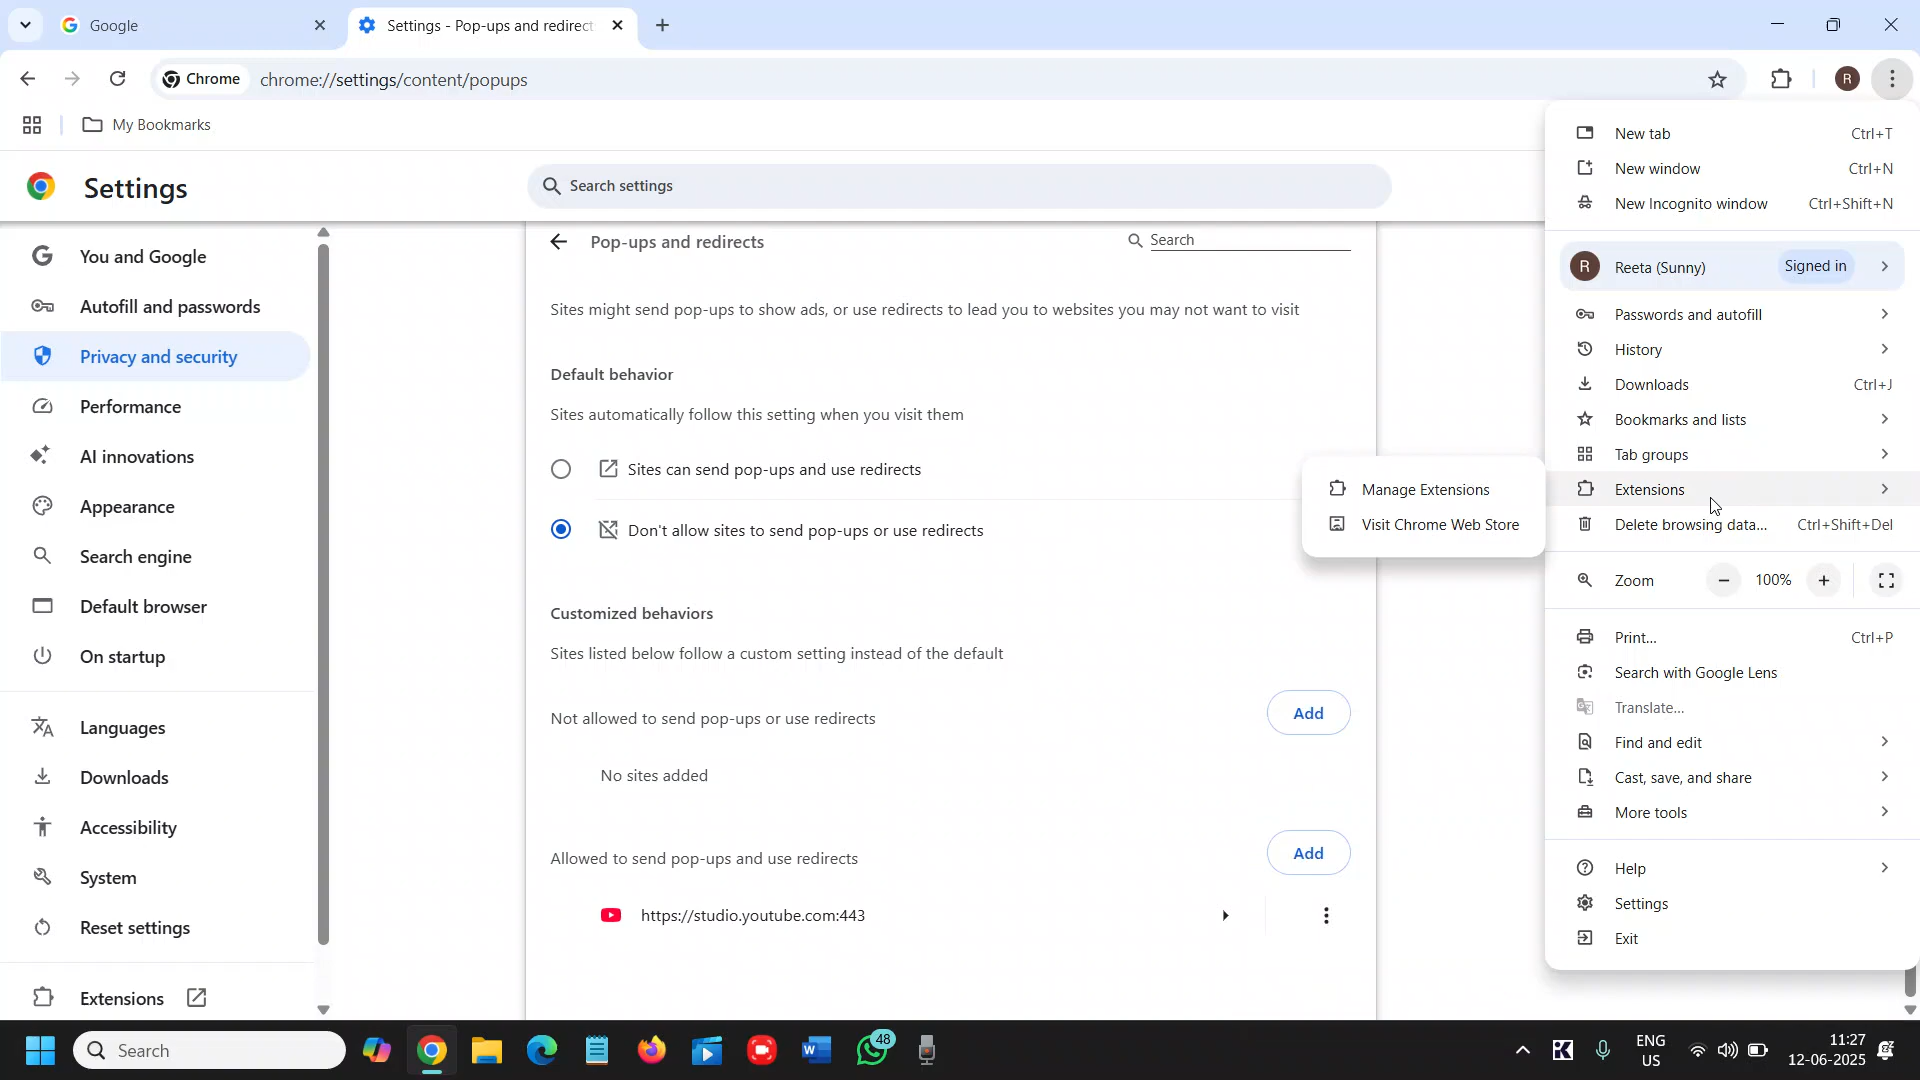 Google
Settings - Pop-ups and redirect
Chrome
chrome://settings/content/popups
R
My Bookmarks
Settings
Search settings
You and Google
Autofill and passwords
Privacy and security
Performance
AI innovations
Appearance
Search engine
Default browser
On startup
Languages
Downloads
Accessibility
System
Reset settings
Extensions
Pop-ups and redirects
Search
Sites might send pop-ups to show ads, or use redirects to lead you to websites you may not want to visit
Default behavior
Sites automatically follow this setting when you visit them
Sites can send pop-ups and use redirects
Don't allow sites to send pop-ups or use redirects
Customized behaviors
Sites listed below follow a custom setting instead of the default
Not allowed to send pop-ups or use redirects
Add
No sites added
Allowed to send pop-ups and use redirects
Add
https://studio.youtube.com:443
Manage Extensions
Visit Chrome Web Store
New tab Ctrl+T
New window Ctrl+N
New Incognito window Ctrl+Shift+N
R Reeta (Sunny) Signed in
Passwords and autofill
History
Downloads Ctrl+J
Bookmarks and lists
Tab groups
Extensions
Delete browsing data... Ctrl+Shift+Del
Zoom − 100% +
Print... Ctrl+P
Search with Google Lens
Translate...
Find and edit
Cast, save, and share
More tools
Help
Settings
Exit
Search
48
ENG
US
11:27
12-06-2025